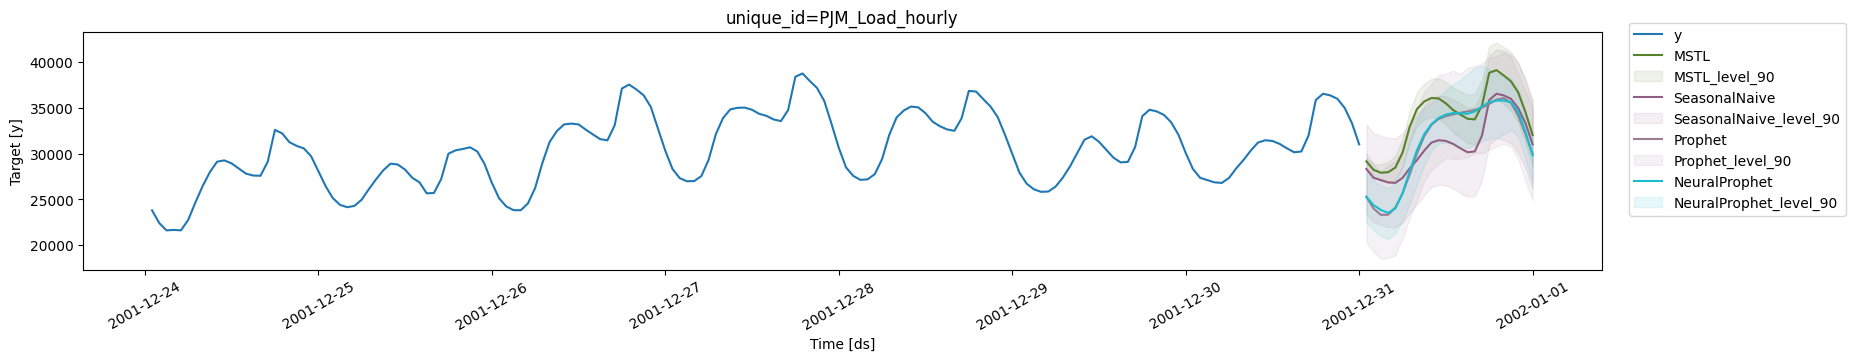 unique_id=PJM_Load_hourly
Target [y]
40000
35000
30000
25000
20000
2001-12-24
2001-12-25
2001-12-26
2001-12-27
2001-12-28
2001-12-29
2001-12-30
2001-12-31
2002-01-01
Time [ds]
y
MSTL
MSTL_level_90
SeasonalNaive
SeasonalNaive_level_90
Prophet
Prophet_level_90
NeuralProphet
NeuralProphet_level_90